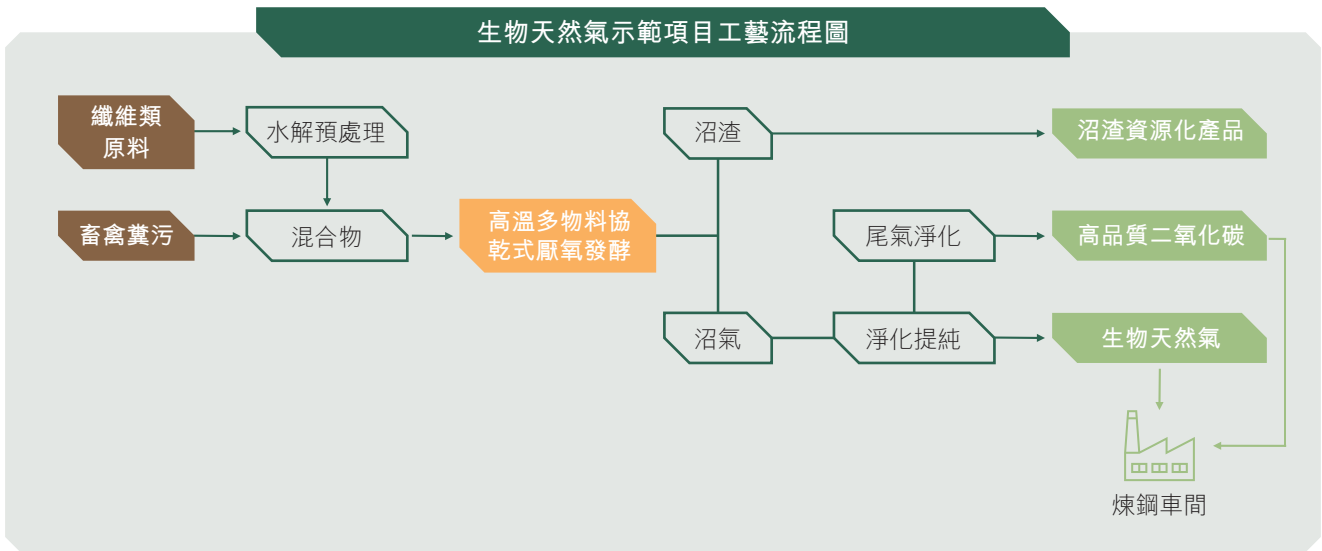 生物天然氣示範項目工藝流程圖
纖維類
原料
水解預處理
沼渣
沼渣資源化產品
畜禽糞污
混合物
高溫多物料協
乾式厭氧發酵
尾氣淨化
高品質二氧化碳
沼氣
淨化提純
生物天然氣
煉鋼車間